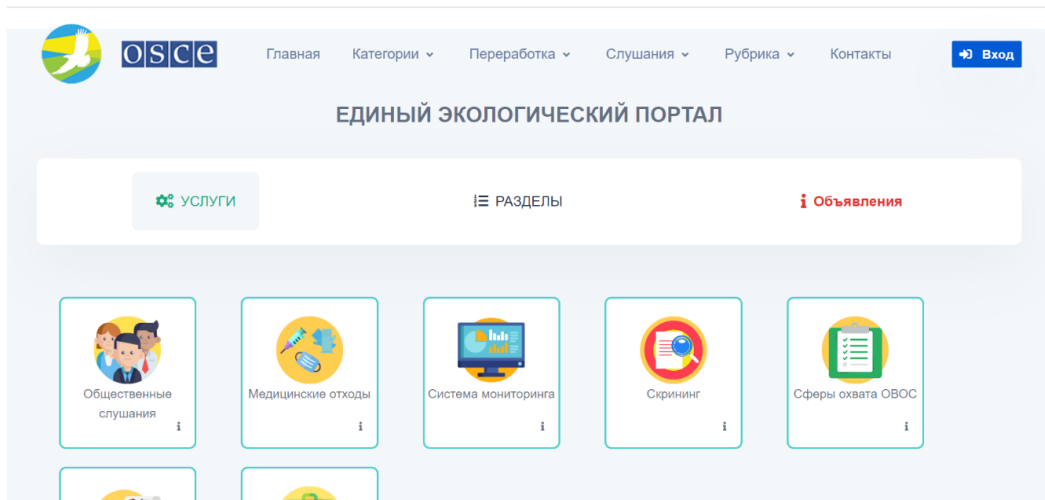 OSCE Главная Категории Переработка Слушания Рубрика Контакты Вход
ЕДИНЫЙ ЭКОЛОГИЧЕСКИЙ ПОРТАЛ
УСЛУГИ РАЗДЕЛЫ Объявления
Общественные
слушания
Медицинские отходы
Система мониторинга
Скрининг
Сферы охвата ОВОС